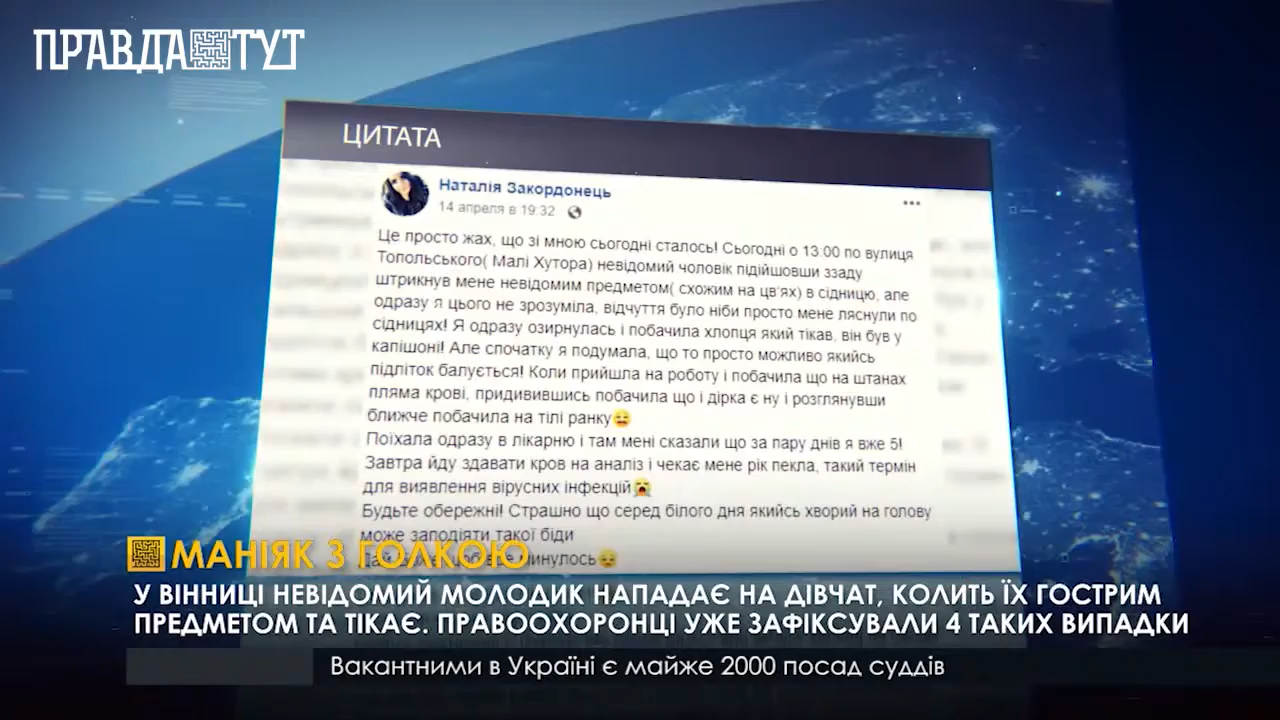 ПРАВДА ТУТ
ЦИТАТА
Наталія Закордонець
14 апреля в 19:32
Це просто жах, що зі мною сьогодні сталось! Сьогодні о 13:00 по вулиця
Топольського( Малі Хутора) невідомий чоловік підійшовши ззаду
штрикнув мене невідомим предметом( схожим на цв'ях) в сідницю, але
одразу я цього не зрозуміла, відчуття було ніби просто мене ляснули по
сідницях! Я одразу озирнулась і побачила хлопця який тікав, він був у
капішоні! Але спочатку я подумала, що то просто можливо якийсь
підліток балується! Коли прийшла на роботу і побачила що на штанах
пляма крові, придивившись побачила що і дірка є ну і розглянувши
ближче побачила на тілі ранку😩
Поїхала одразу в лікарню і там мені сказали що за пару днів я вже 5!
Завтра йду здавати кров на аналіз і чекає мене рік пекла, такий термін
для виявлення вірусних інфекцій😭
Будьте обережні! Страшно що серед білого дня якийсь хворий на голову
може заподіяти такої біди
минулось😣
МАНІЯК З ГОЛКОЮ
У ВІННИЦІ НЕВІДОМИЙ МОЛОДИК НАПАДАЄ НА ДІВЧАТ, КОЛИТЬ ЇХ ГОСТРИМ
ПРЕДМЕТОМ ТА ТІКАЄ. ПРАВООХОРОНЦІ УЖЕ ЗАФІКСУВАЛИ 4 ТАКИХ ВИПАДКИ
Вакантними в Україні є майже 2000 посад суддів